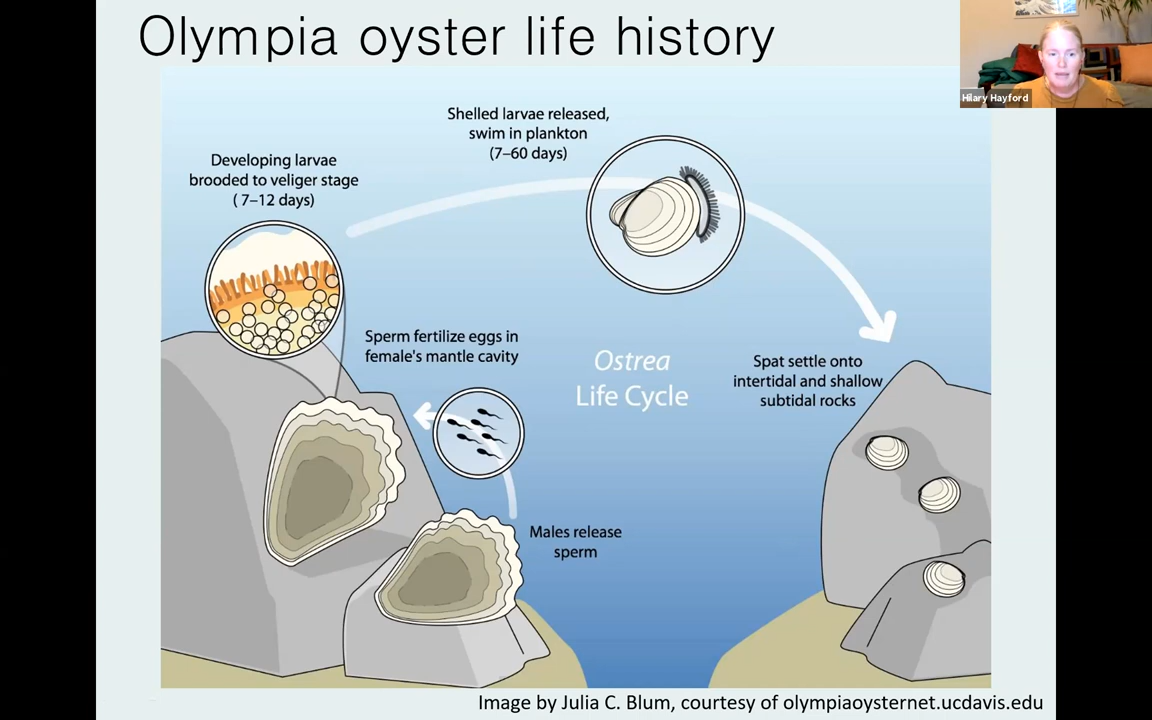 Olympia oyster life history
Hilary Hayford
Shelled larvae released,
swim in plankton
(7–60 days)
Developing larvae
brooded to veliger stage
( 7–12 days)
Sperm fertilize eggs in
female's mantle cavity
Ostrea
Life Cycle
Spat settle onto
intertidal and shallow
subtidal rocks
Males release
sperm
Image by Julia C. Blum, courtesy of olympiaoysternet.ucdavis.edu